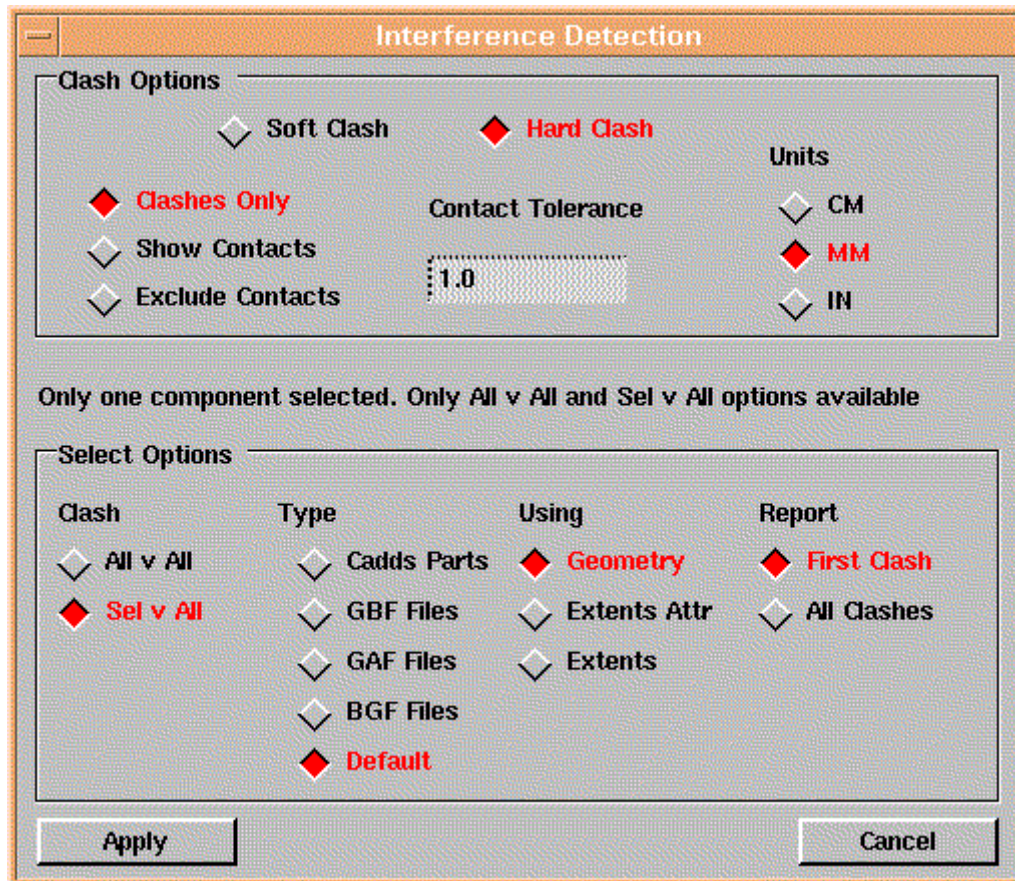 Interference Detection
Clash Options
Soft Clash Hard Clash
Units
Clashes Only Contact Tolerance CM
Show Contacts MM
1.0
Exclude Contacts IN
Only one component selected. Only All v All and Sel v All options available
Select Options
Clash Type Using Report
All v All Cadds Parts Geometry First Clash
Sel v All GBF Files Extents Attr All Clashes
GAF Files Extents
BGF Files
Default
Apply Cancel